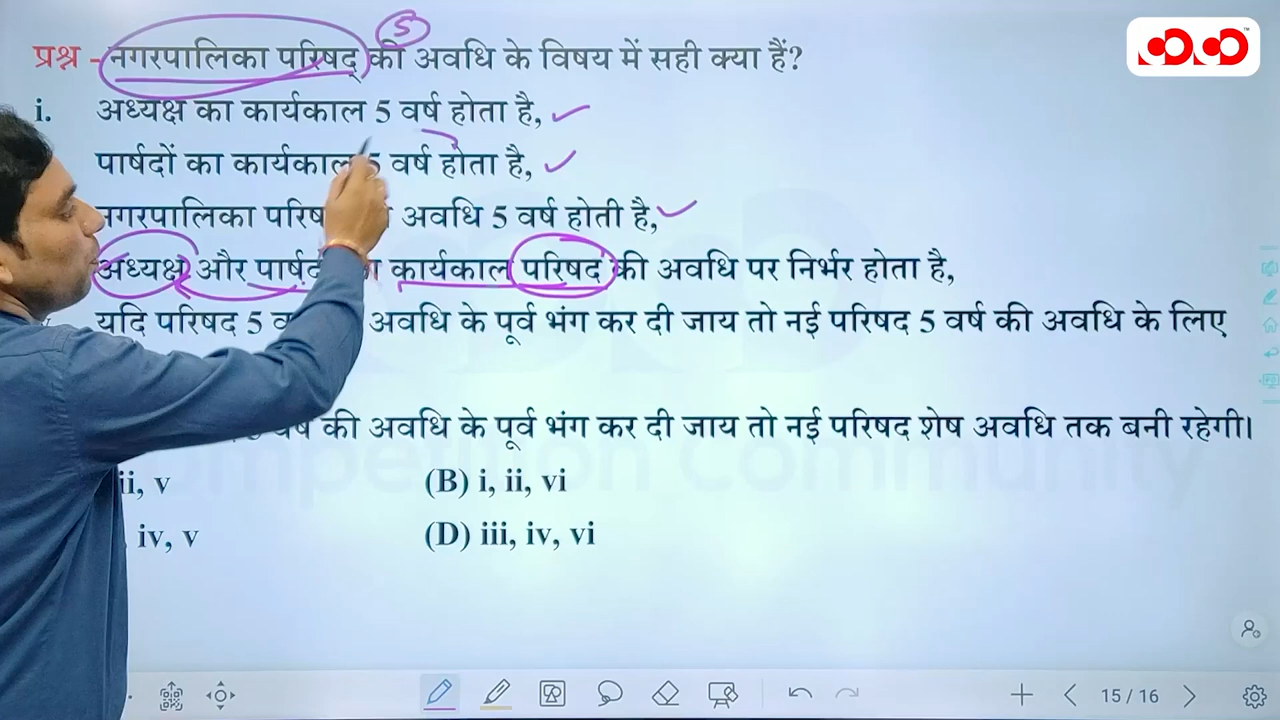 प्रश्न - नगरपालिका परिषद् की अवधि के विषय में सही क्या हैं?
5
i. अध्यक्ष का कार्यकाल 5 वर्ष होता है,
पार्षदों का कार्यकाल 5 वर्ष होता है,
नगरपालिका अवधि 5 वर्ष होती है,
अध्यक्ष और कार्यकाल परिषद की अवधि पर निर्भर होता है,
यदि परिषद 5 अवधि के पूर्व भंग कर दी जाय तो नई परिषद 5 वर्ष की अवधि के लिए
वर्ष की अवधि के पूर्व भंग कर दी जाय तो नई परिषद शेष अवधि तक बनी रहेगी।
ii, v (B) i, ii, vi
iv, v (D) iii, iv, vi
Competition Community
15 / 16